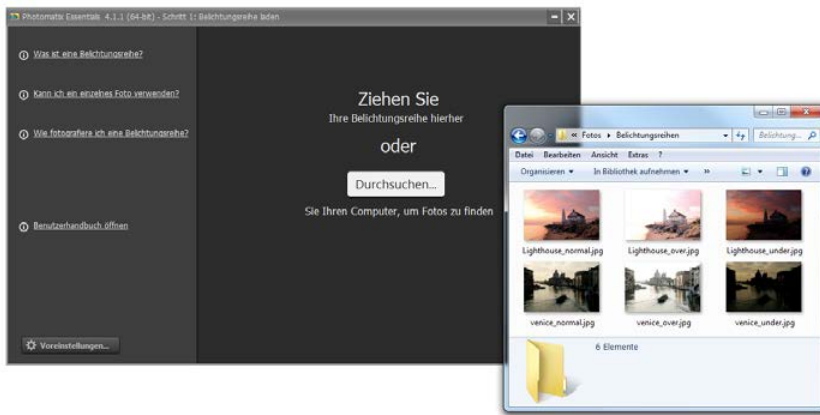 Photomatix Essentials 4.1.1 (64-bit) - Schritt 1: Belichtungsreihe laden
Was ist eine Belichtungsreihe?
Kann ich ein einzelnes Foto verwenden?
Wie fotografiere ich eine Belichtungsreihe?
Benutzerhandbuch öffnen
Voreinstellungen...
Ziehen Sie
Ihre Belichtungsreihe hierher
oder
Durchsuchen...
Sie Ihren Computer, um Fotos zu finden
« Fotos ▸ Belichtungsreihen Belichtung...
Datei Bearbeiten Ansicht Extras ?
Organisieren In Bibliothek aufnehmen »
Lighthouse_normal.jpg Lighthouse_over.jpg Lighthouse_under.jpg
venice_normal.jpg venice_over.jpg venice_under.jpg
6 Elemente